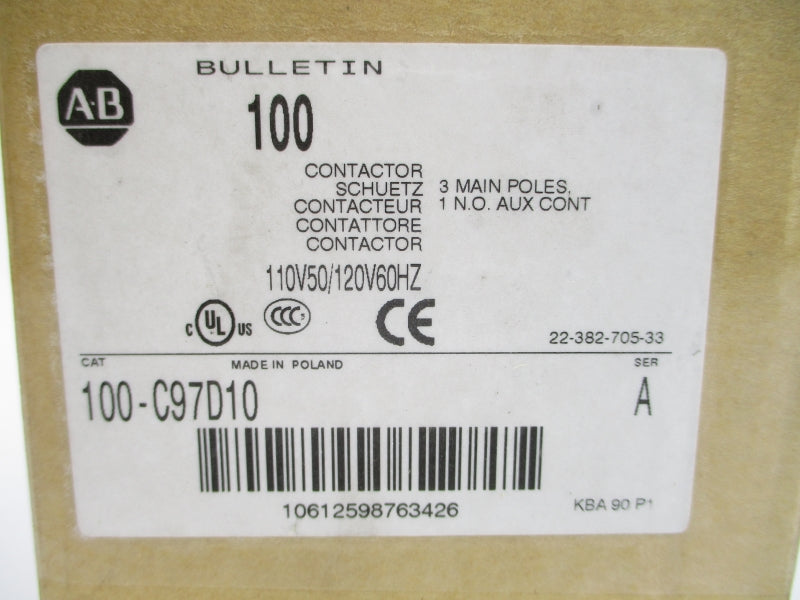 A·B
BULLETIN
100
CONTACTOR
SCHUETZ
CONTACTEUR
CONTATTORE
CONTACTOR
3 MAIN POLES,
1 N.O. AUX CONT
110V50/120V60HZ
C UL US
CCC
CE
22-382-705-33
CAT
MADE IN POLAND
SER
100-C97D10
A
10612598763426
KBA 90 P1